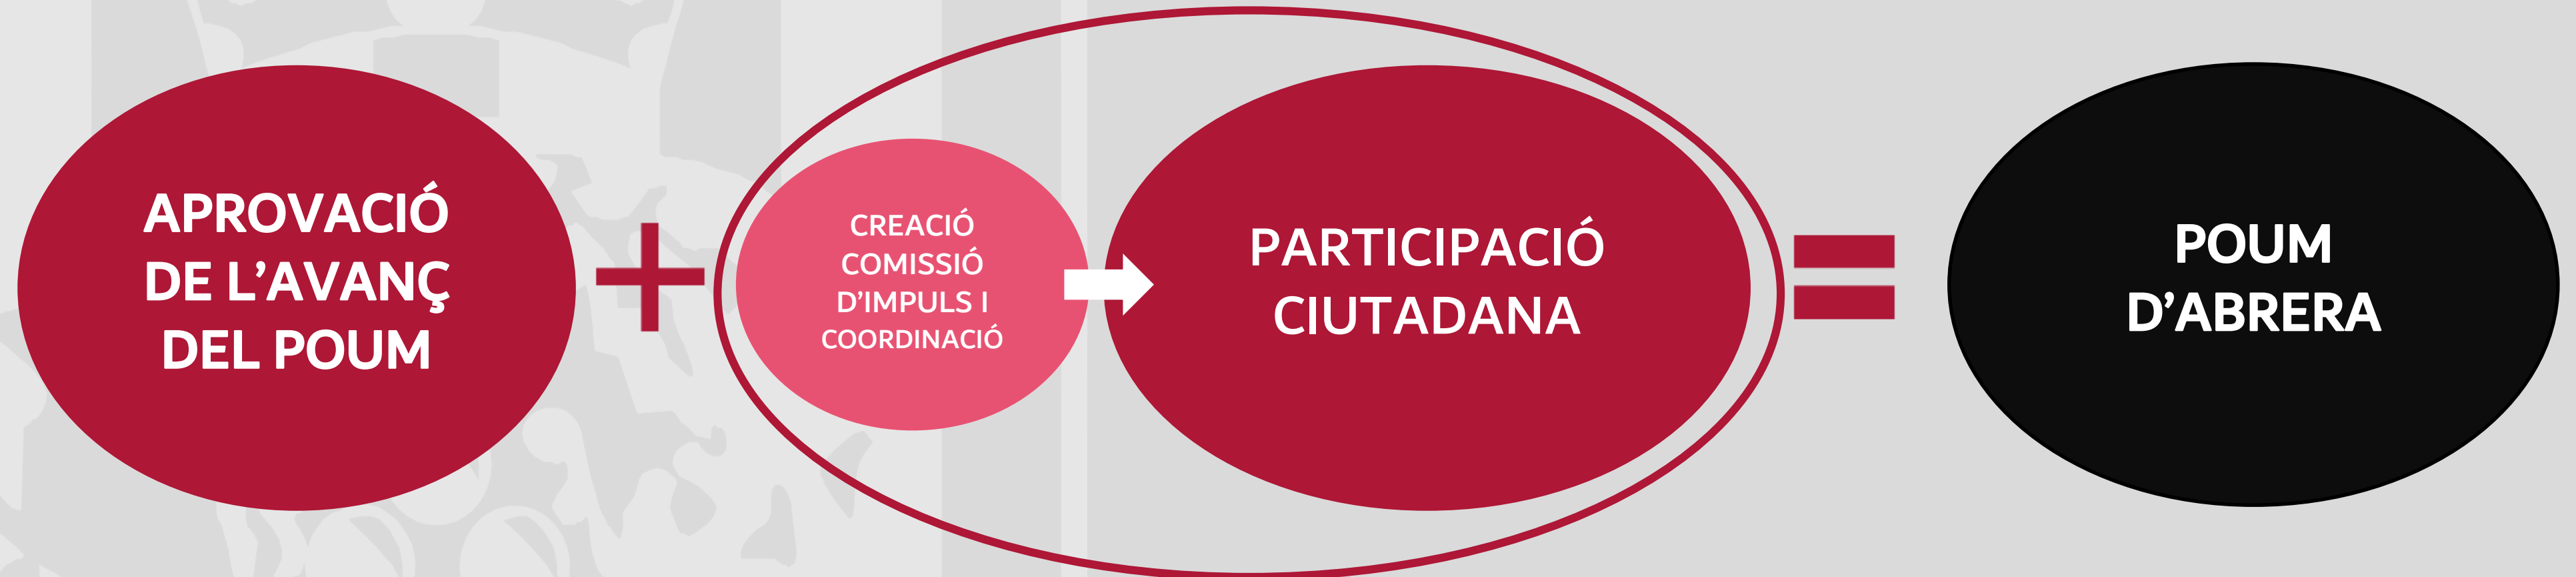 APROVACIÓ
DE L'AVANÇ
DEL POUM
+
CREACIÓ
COMISSIÓ
D'IMPULS I
COORDINACIÓ
PARTICIPACIÓ
CIUTADANA
=
POUM
D'ABRERA